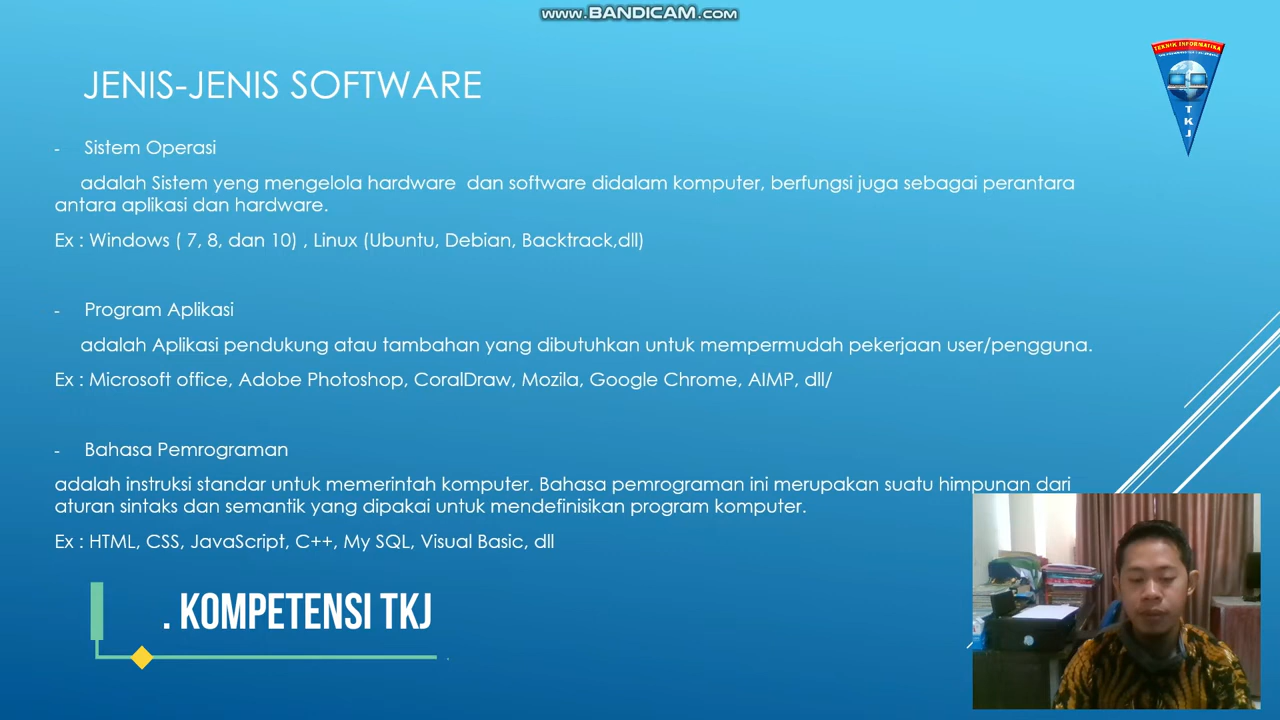 www.BANDICAM.com
TEKNIK INFORMATIKA
JENIS-JENIS SOFTWARE
T
K
J
- Sistem Operasi
adalah Sistem yeng mengelola hardware dan software didalam komputer, berfungsi juga sebagai perantara
antara aplikasi dan hardware.
Ex : Windows ( 7, 8, dan 10) , Linux (Ubuntu, Debian, Backtrack,dll)
- Program Aplikasi
adalah Aplikasi pendukung atau tambahan yang dibutuhkan untuk mempermudah pekerjaan user/pengguna.
Ex : Microsoft office, Adobe Photoshop, CoralDraw, Mozila, Google Chrome, AIMP, dll/
- Bahasa Pemrograman
adalah instruksi standar untuk memerintah komputer. Bahasa pemrograman ini merupakan suatu himpunan dari
aturan sintaks dan semantik yang dipakai untuk mendefinisikan program komputer.
Ex : HTML, CSS, JavaScript, C++, My SQL, Visual Basic, dll
. KOMPETENSI TKJ